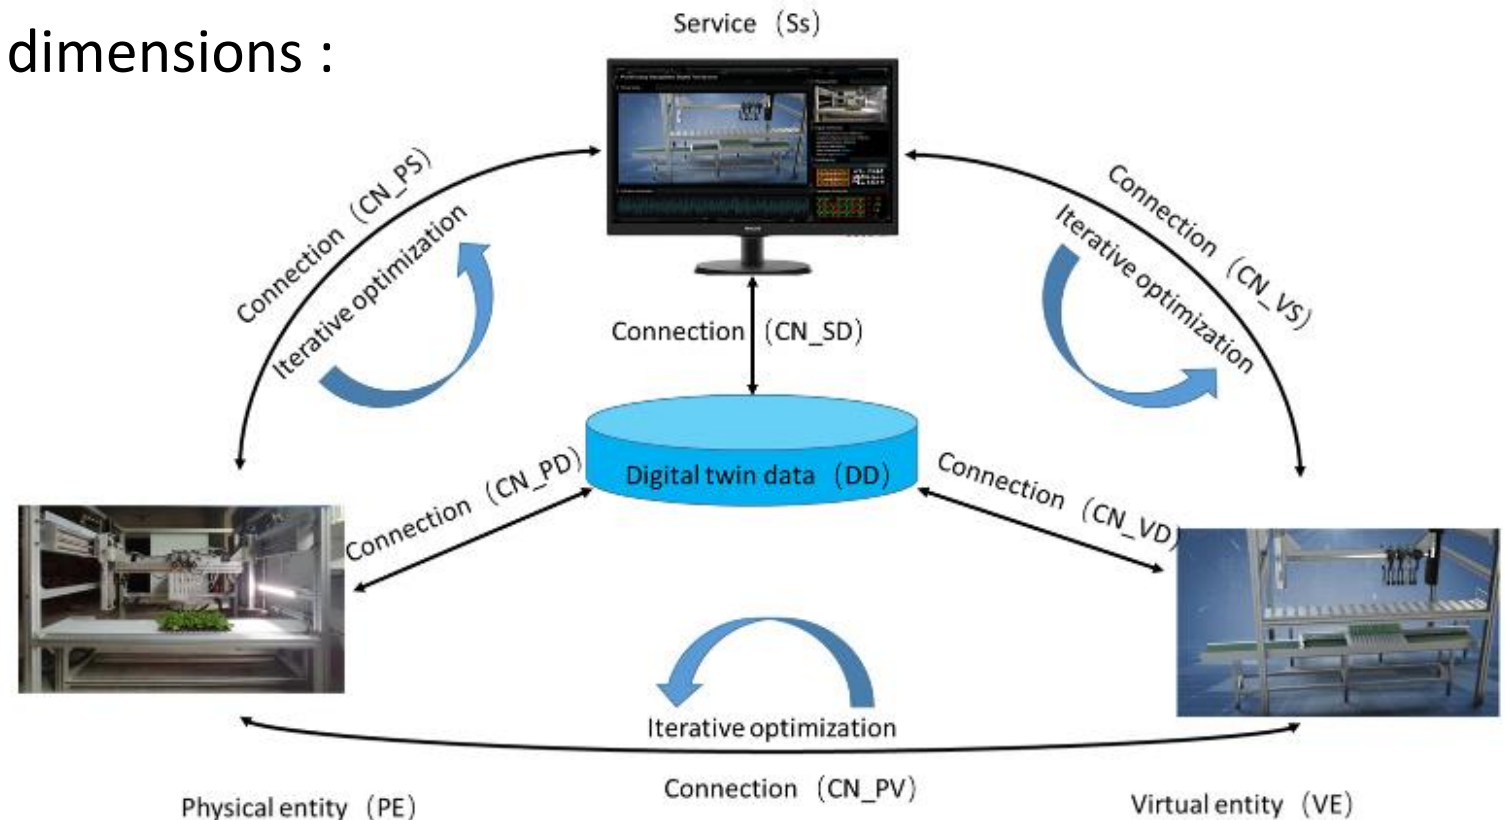 dimensions :
Service （Ss）
Connection （CN_PS）
Iterative optimization
Connection （CN_VS）
Iterative optimization
Connection （CN_SD）
Digital twin data （DD）
Connection （CN_PD）
Connection （CN_VD）
Iterative optimization
Connection （CN_PV）
Physical entity （PE）
Virtual entity （VE）